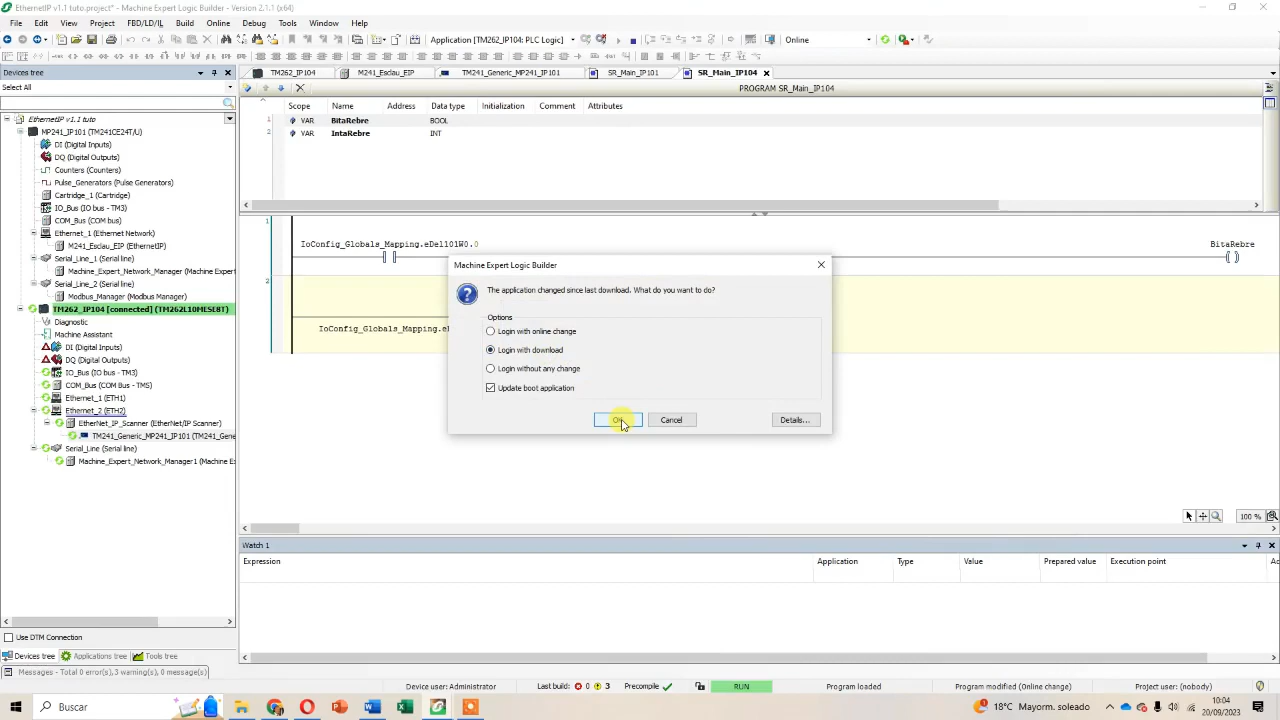 EthernetIP v1.1 tuto.project* - Machine Expert Logic Builder - Version 2.1.1
File Edit View Project FBD/LD/IL Build Online Debug Tools Window Help
Application [TM262_IP104: PLC Logic] Online
Devices tree
TM262_IP104 M241_Esclau_EIP TM241_Generic_MP241_IP101 SR_Main_IP101 SR_Main_IP104
Select All
PROGRAM SR_Main_IP104
Scope Name Address Data type Initialization Comment Attributes
1 VAR BitaRebre BOOL
2 VAR IntaRebre INT
EthernetIP v1.1 tuto
MP241_IP101 (TM241CE24T/U)
DI (Digital Inputs)
DQ (Digital Outputs)
Counters (Counters)
Pulse_Generators (Pulse Generators)
Cartridge_1 (Cartridge)
IO_Bus (IO bus - TM3)
COM_Bus (COM bus)
Ethernet_1 (Ethernet Network)
M241_Esclau_EIP (EthernetIP)
Serial_Line_1 (Serial line)
Machine_Expert_Network_Manager (Machine Expert
Serial_Line_2 (Serial line)
Modbus_Manager (Modbus Manager)
TM262_IP104 [connected] (TM262L10MESE8T)
Diagnostic
Machine Assistant
DI (Digital Inputs)
DQ (Digital Outputs)
IO_Bus (IO bus - TM3)
COM_Bus (COM bus - TMS)
Ethernet_1 (ETH1)
Ethernet_2 (ETH2)
EtherNet_IP_Scanner (EtherNet/IP Scanner)
TM241_Generic_MP241_IP101 (TM241_Gene
Serial_Line (Serial line)
Machine_Expert_Network_Manager1 (Machine E
Use DTM Connection
Devices tree Applications tree Tools tree
Messages - Total 0 error(s), 3 warning(s), 0 message(s)
1
IoConfig_Globals_Mapping.eDel101W0.0 BitaRebre
2
IoConfig_Globals_Mapping.e
Machine Expert Logic Builder
The application changed since last download. What do you want to do?
Options
Login with online change
Login with download
Login without any change
Update boot application
OK Cancel Details...
100 %
Watch 1
Expression Application Type Value Prepared value Execution point
Device user: Administrator Last build: 0 3 Precompile RUN Program loaded Program modified (Online change) Project user: (nobody)
Buscar
18°C Mayorm. soleado
10:04
20/09/2023